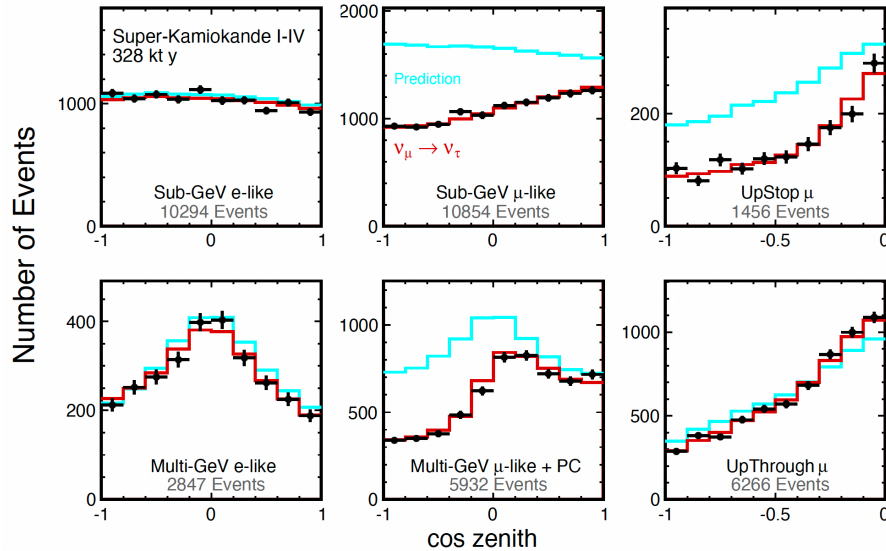 Number of Events
Super-Kamiokande I-IV
328 kt y
1000
0
Sub-GeV e-like
10294 Events
-1 0 1
2000
1000
0
Prediction
νμ → ντ
Sub-GeV μ-like
10854 Events
-1 0 1
200
0
UpStop μ
1456 Events
-1 -0.5 0
400
200
0
Multi-GeV e-like
2847 Events
-1 0 1
1000
500
0
Multi-GeV μ-like + PC
5932 Events
-1 0 1
1000
500
0
UpThrough μ
6266 Events
-1 -0.5 0
cos zenith